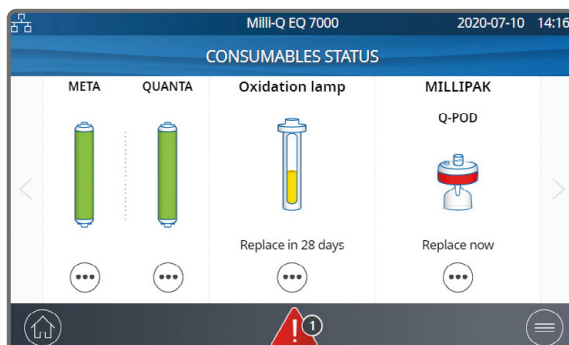 Milli-Q EQ 7000 2020-07-10 14:16
CONSUMABLES STATUS
META QUANTA Oxidation lamp MILLIPAK
Q-POD
Replace in 28 days Replace now
1